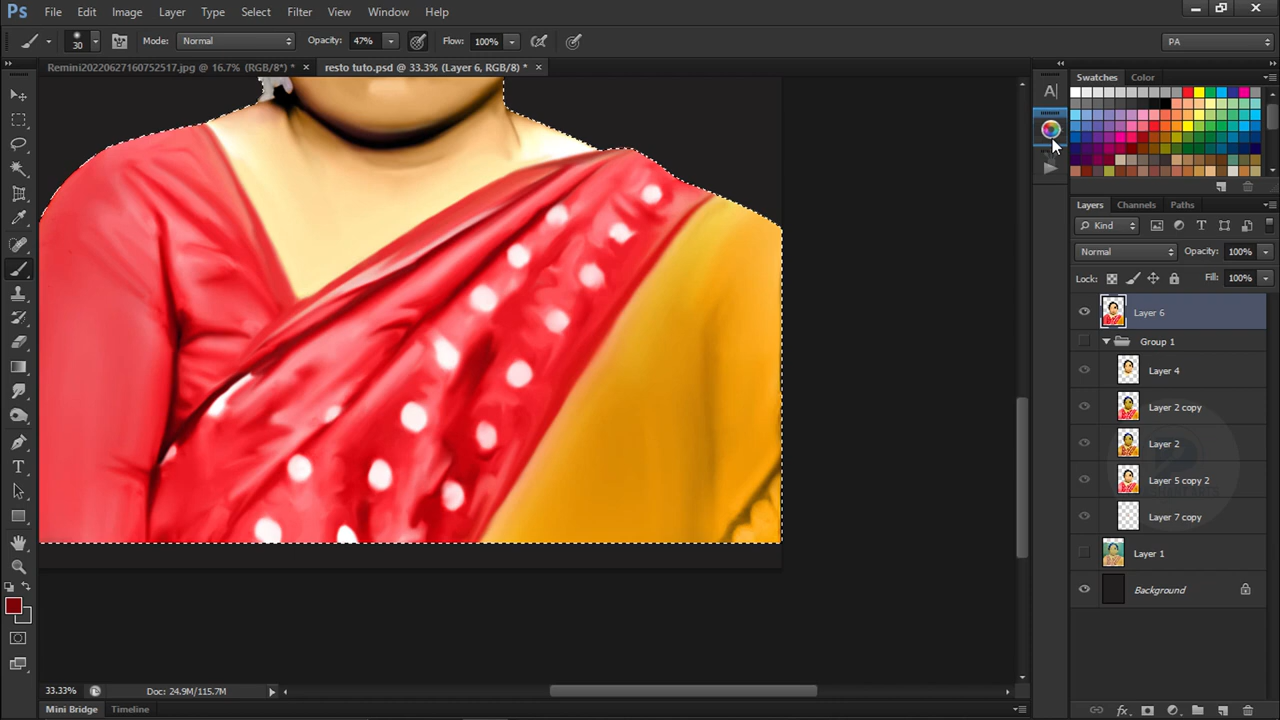 Ps File Edit Image Layer Type Select Filter View Window Help
30 Mode: Normal Opacity: 47% Flow: 100% PA
Remini20220627160752517.jpg @ 16.7% (RGB/8*) * × resto tuto.psd @ 33.3% (Layer 6, RGB/8) * ×
Swatches Color
Layers Channels Paths
Kind
Normal Opacity: 100%
Lock: Fill: 100%
Layer 6
Group 1
Layer 4
Layer 2 copy
Layer 2
Layer 5 copy 2
Layer 7 copy
Layer 1
Background
33.33% Doc: 24.9M/115.7M
Mini Bridge Timeline